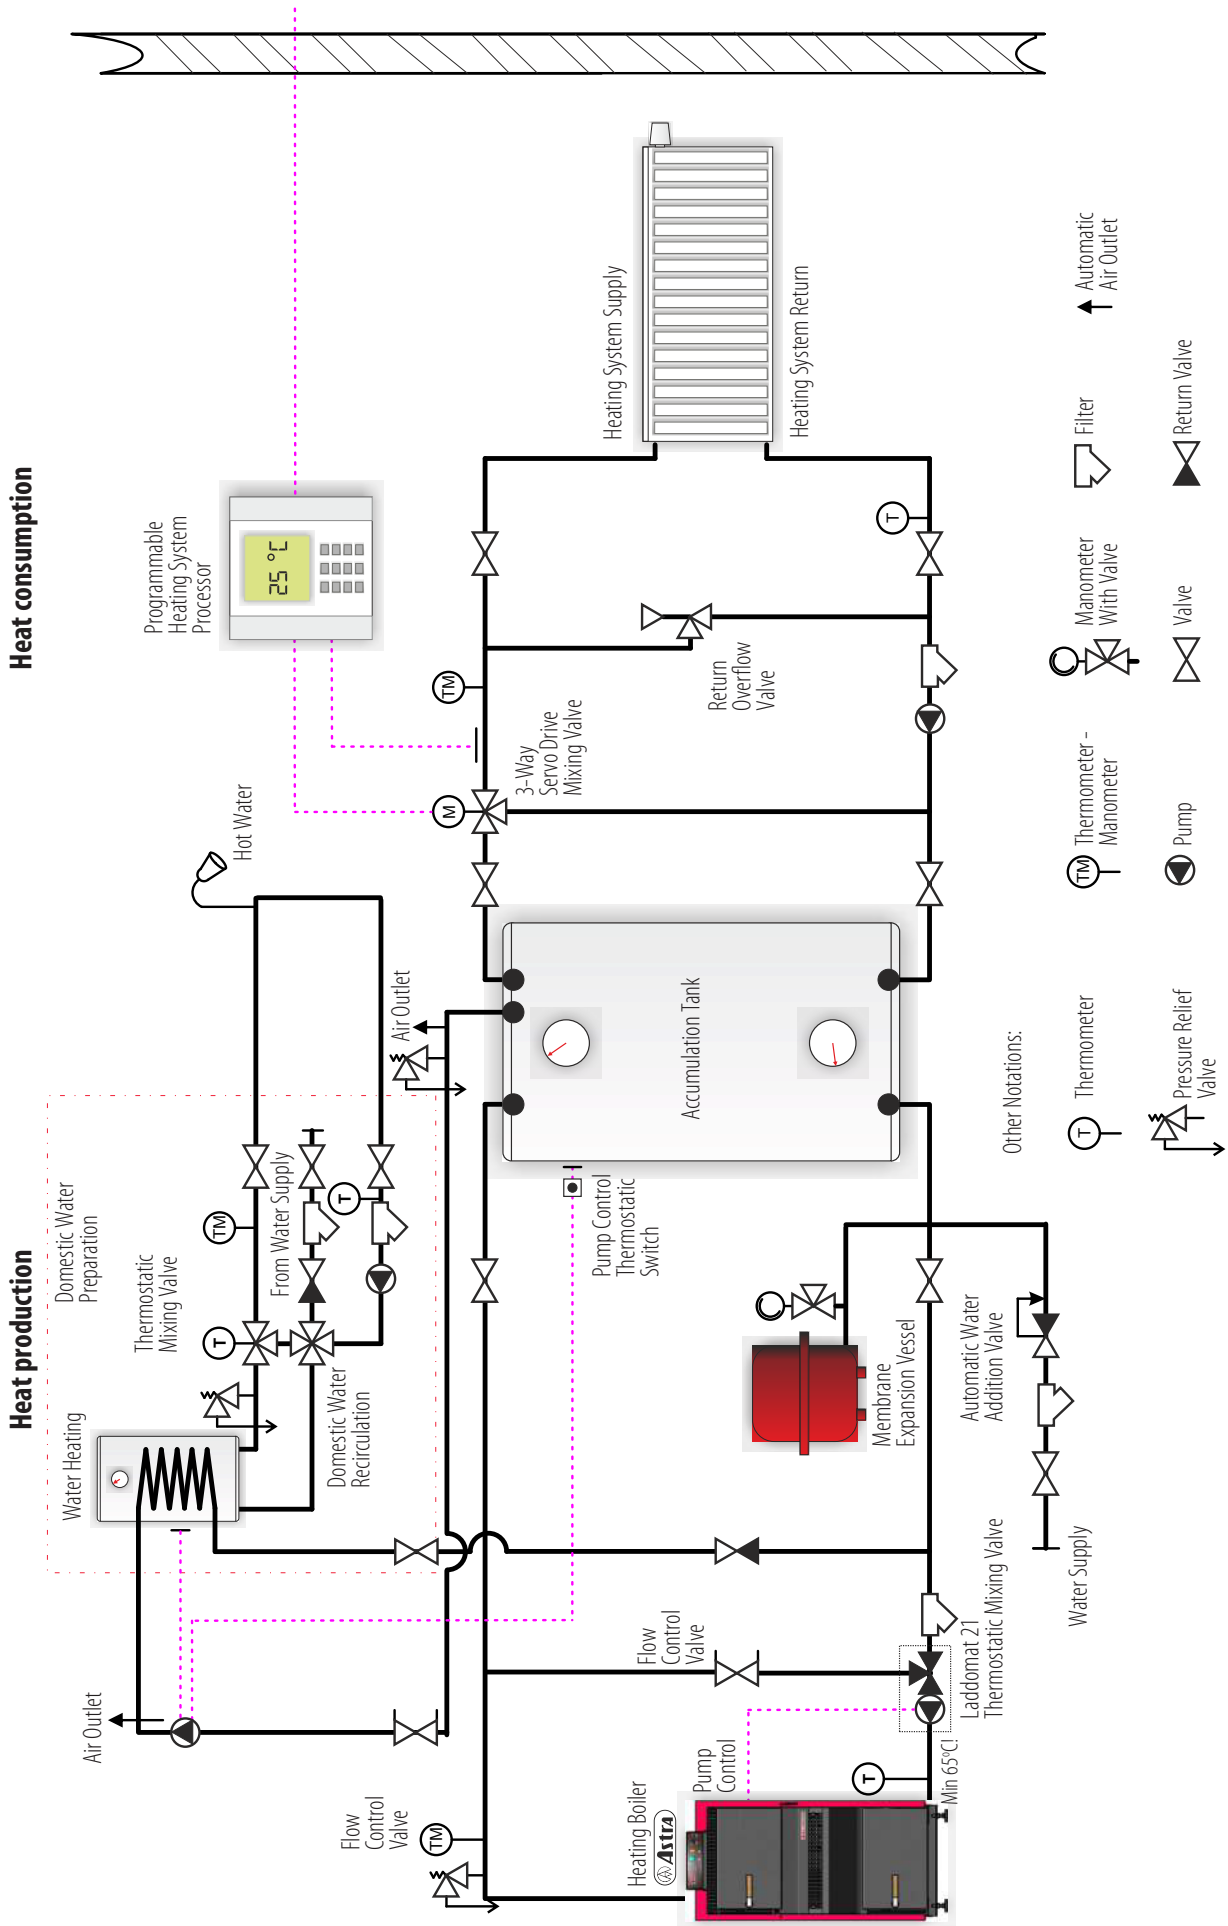 Heat production
Heat consumption
Domestic Water
Preparation
Water Heating
Thermostatic
Mixing Valve
TM
T
From Water Supply
T
Domestic Water
Recirculation
Air Outlet
Hot Water
Air Outlet
Programmable
Heating System
Processor
25 °C
Flow
Control
Valve
TM
Heating Boiler
Astra
Pump
Control
T
Min 65ºC!
Flow
Control
Valve
Laddomat 21
Thermostatic Mixing Valve
Pump Control
Thermostatic
Switch
Accumulation Tank
Membrane
Expansion Vessel
Automatic Water
Addition Valve
Water Supply
M
3-Way
Servo Drive
Mixing Valve
TM
Return
Overflow
Valve
T
Heating System Supply
Heating System Return
Other Notations:
T
Thermometer
TM
Thermometer -
Manometer
Manometer
With Valve
Filter
Automatic
Air Outlet
Pressure Relief
Valve
Pump
Valve
Return Valve